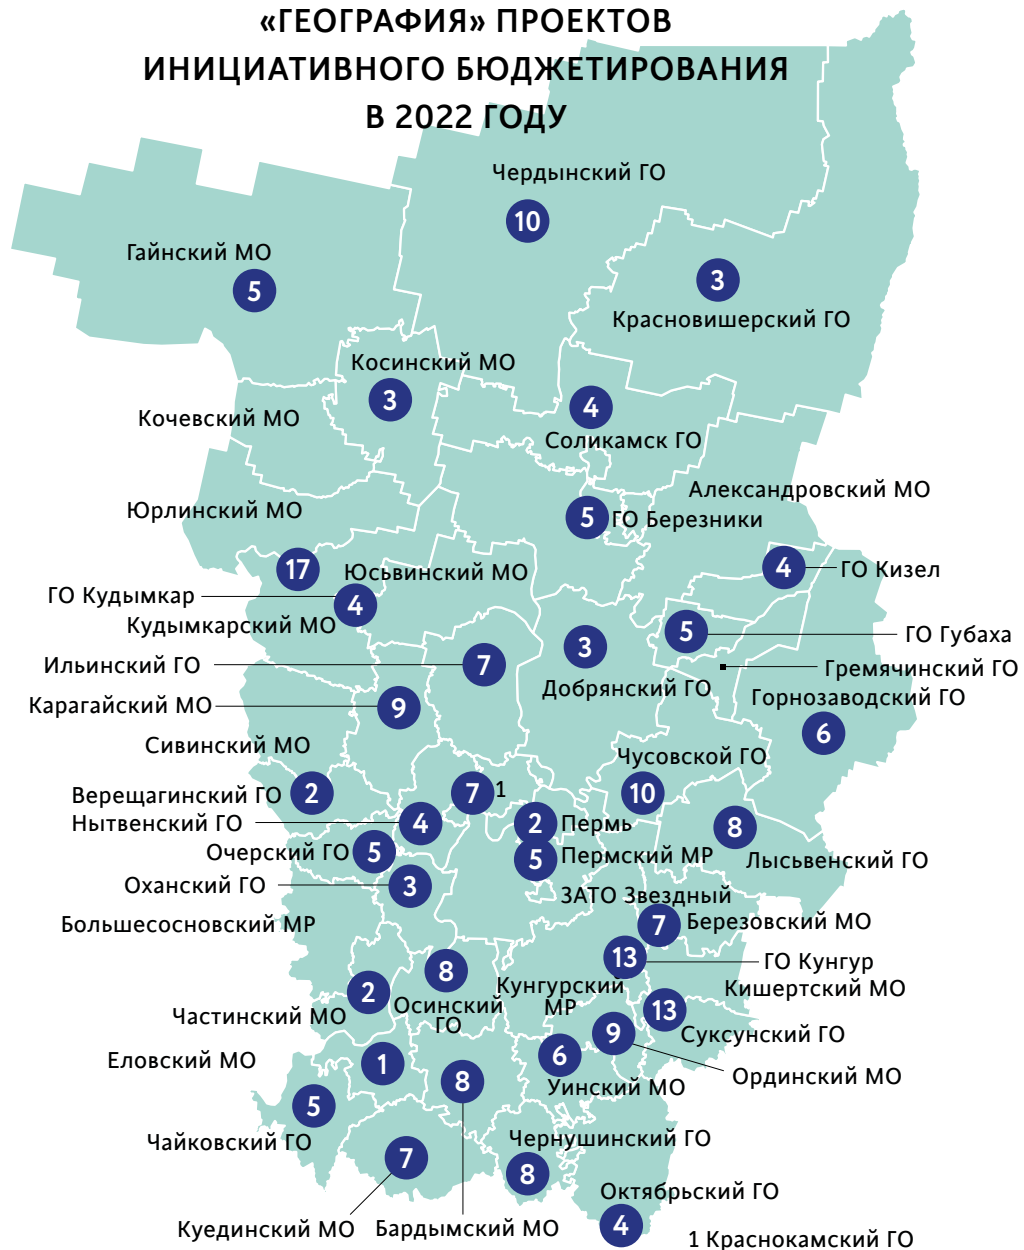 «ГЕОГРАФИЯ» ПРОЕКТОВ
ИНИЦИАТИВНОГО БЮДЖЕТИРОВАНИЯ
В 2022 ГОДУ
Чердынский ГО
10
Гайнский МО
5
3
Красновишерский ГО
Косинский МО
3
4
Кочевский МО
Соликамск ГО
Александровский МО
Юрлинский МО
5 ГО Березники
17
Юсьвинский МО
4 ГО Кизел
ГО Кудымкар 4
Кудымкарский МО
5 ГО Губаха
Ильинский ГО 7
3
Гремячинский ГО
Добрянский ГО
Горнозаводский ГО
Карагайский МО 9
6
Сивинский МО
Чусовской ГО
10
Верещагинский ГО 2
7 1
Нытвенский ГО 4
2 Пермь
8
Очерский ГО 5
5 Пермский МР
Лысьвенский ГО
Оханский ГО 3
ЗАТО Звездный
Большесосновский МР
7 Березовский МО
13 ГО Кунгур
8
Осинский
ГО
Кунгурский
МР
Кишертский МО
2
Частинский МО
13
Суксунский ГО
9
Ординский МО
Еловский МО 1
6
Уинский МО
8
5
Чайковский ГО
Чернушинский ГО
7
8
Октябрьский ГО
4
Куединский МО
Бардымский МО
1 Краснокамский ГО